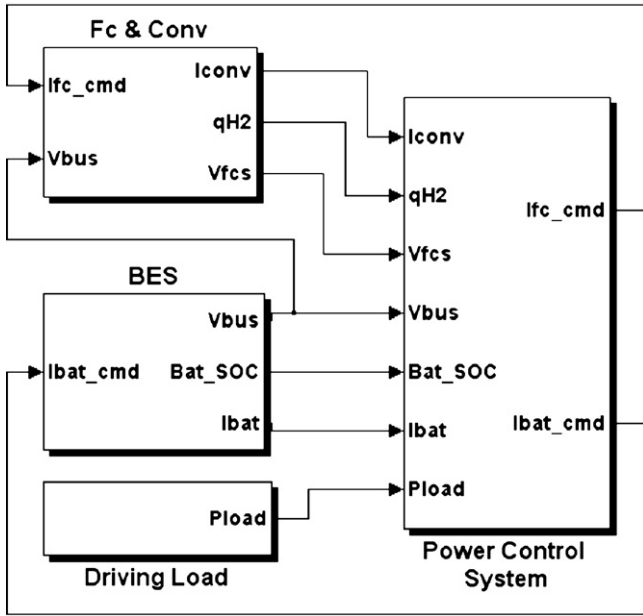 Fc & Conv
Ifc_cmd
Vbus
Iconv
qH2
Vfcs
BES
Ibat_cmd
Vbus
Bat_SOC
Ibat
Pload
Driving Load
Iconv
qH2
Vfcs
Vbus
Bat_SOC
Ibat
Pload
Ifc_cmd
Ibat_cmd
Power Control
System